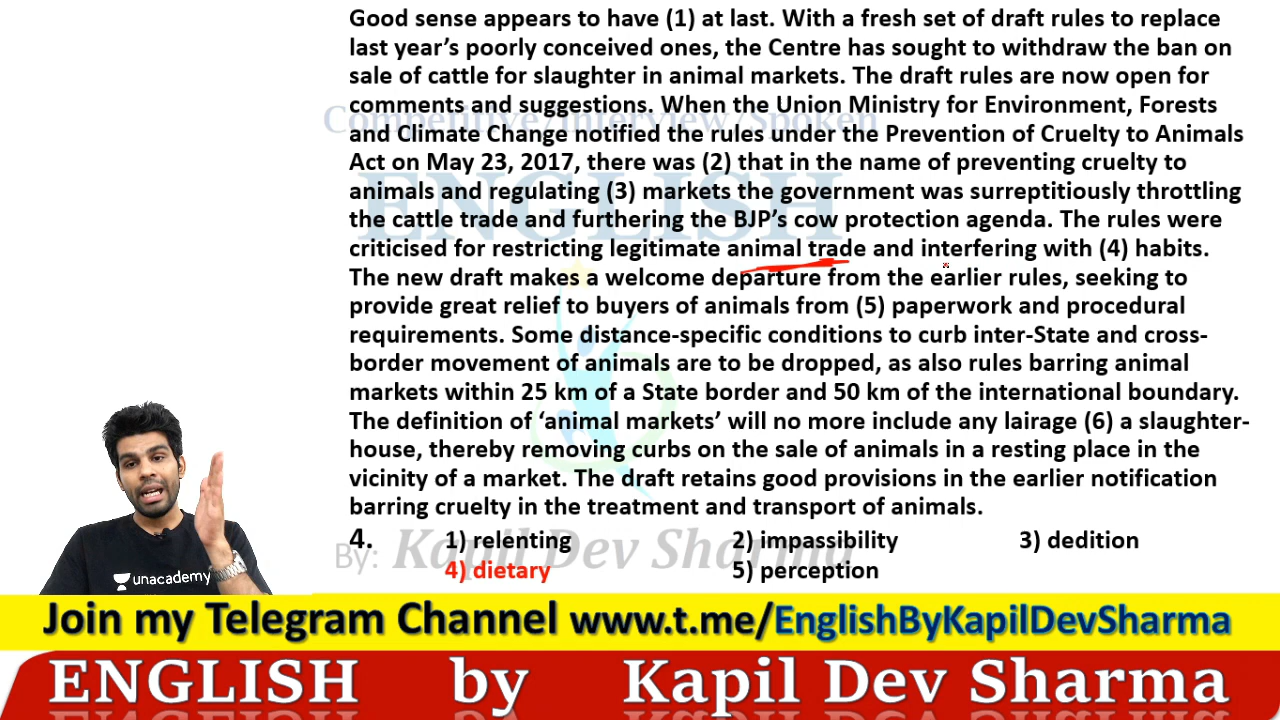 Good sense appears to have (1) at last. With a fresh set of draft rules to replace
last year’s poorly conceived ones, the Centre has sought to withdraw the ban on
sale of cattle for slaughter in animal markets. The draft rules are now open for
comments and suggestions. When the Union Ministry for Environment, Forests
Competitive/Interview/Spoken
and Climate Change notified the rules under the Prevention of Cruelty to Animals
Act on May 23, 2017, there was (2) that in the name of preventing cruelty to
animals and regulating (3) markets the government was surreptitiously throttling
ENGLISH
the cattle trade and furthering the BJP’s cow protection agenda. The rules were
criticised for restricting legitimate animal trade and interfering with (4) habits.
The new draft makes a welcome departure from the earlier rules, seeking to
provide great relief to buyers of animals from (5) paperwork and procedural
requirements. Some distance-specific conditions to curb inter-State and cross-
border movement of animals are to be dropped, as also rules barring animal
markets within 25 km of a State border and 50 km of the international boundary.
The definition of ‘animal markets’ will no more include any lairage (6) a slaughter-
house, thereby removing curbs on the sale of animals in a resting place in the
vicinity of a market. The draft retains good provisions in the earlier notification
barring cruelty in the treatment and transport of animals.
4. 1) relenting 2) impassibility 3) dedition
By: Kapil Dev Sharma
4) dietary 5) perception
unacademy
Join my Telegram Channel www.t.me/EnglishByKapilDevSharma
ENGLISH by Kapil Dev Sharma